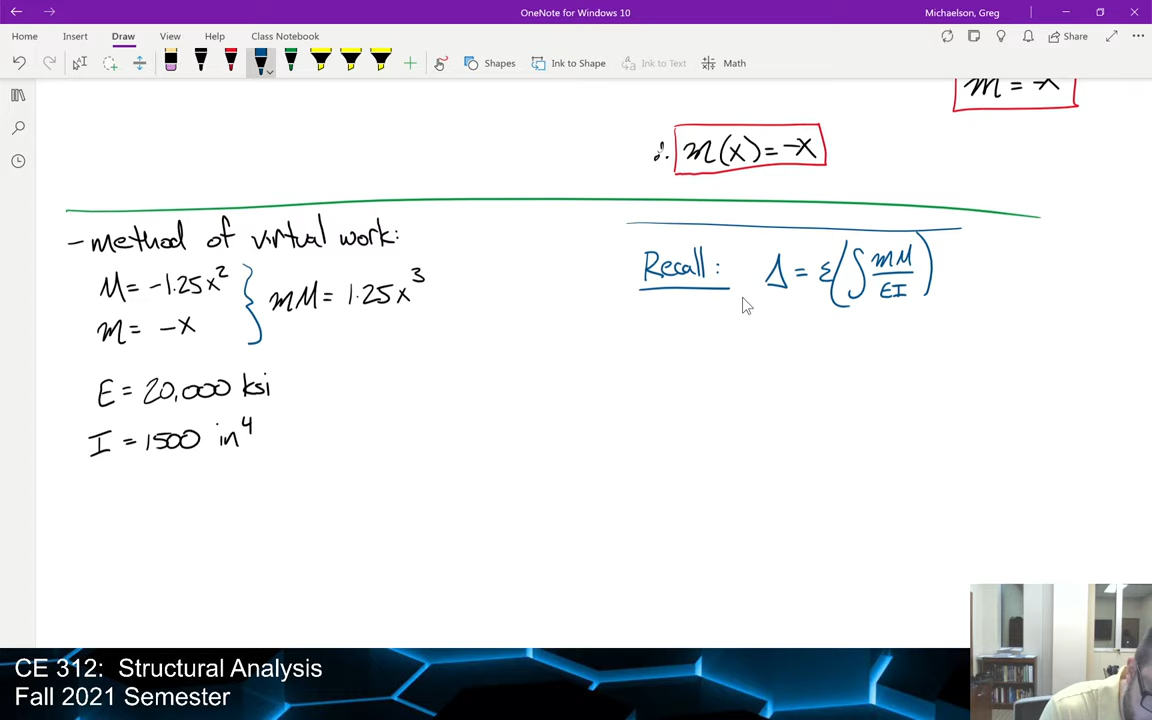 OneNote for Windows 10
Michaelson, Greg
Home Insert Draw View Help Class Notebook
Share
Shapes Ink to Shape Ink to Text Math
m = -x
∴ m(x) = -x
- method of virtual work:
M = -1.25x²
m = -x
mM = 1.25x³
E = 20,000 ksi
I = 1500 in⁴
Recall: Δ = Σ(∫ mM/EI)
CE 312: Structural Analysis
Fall 2021 Semester